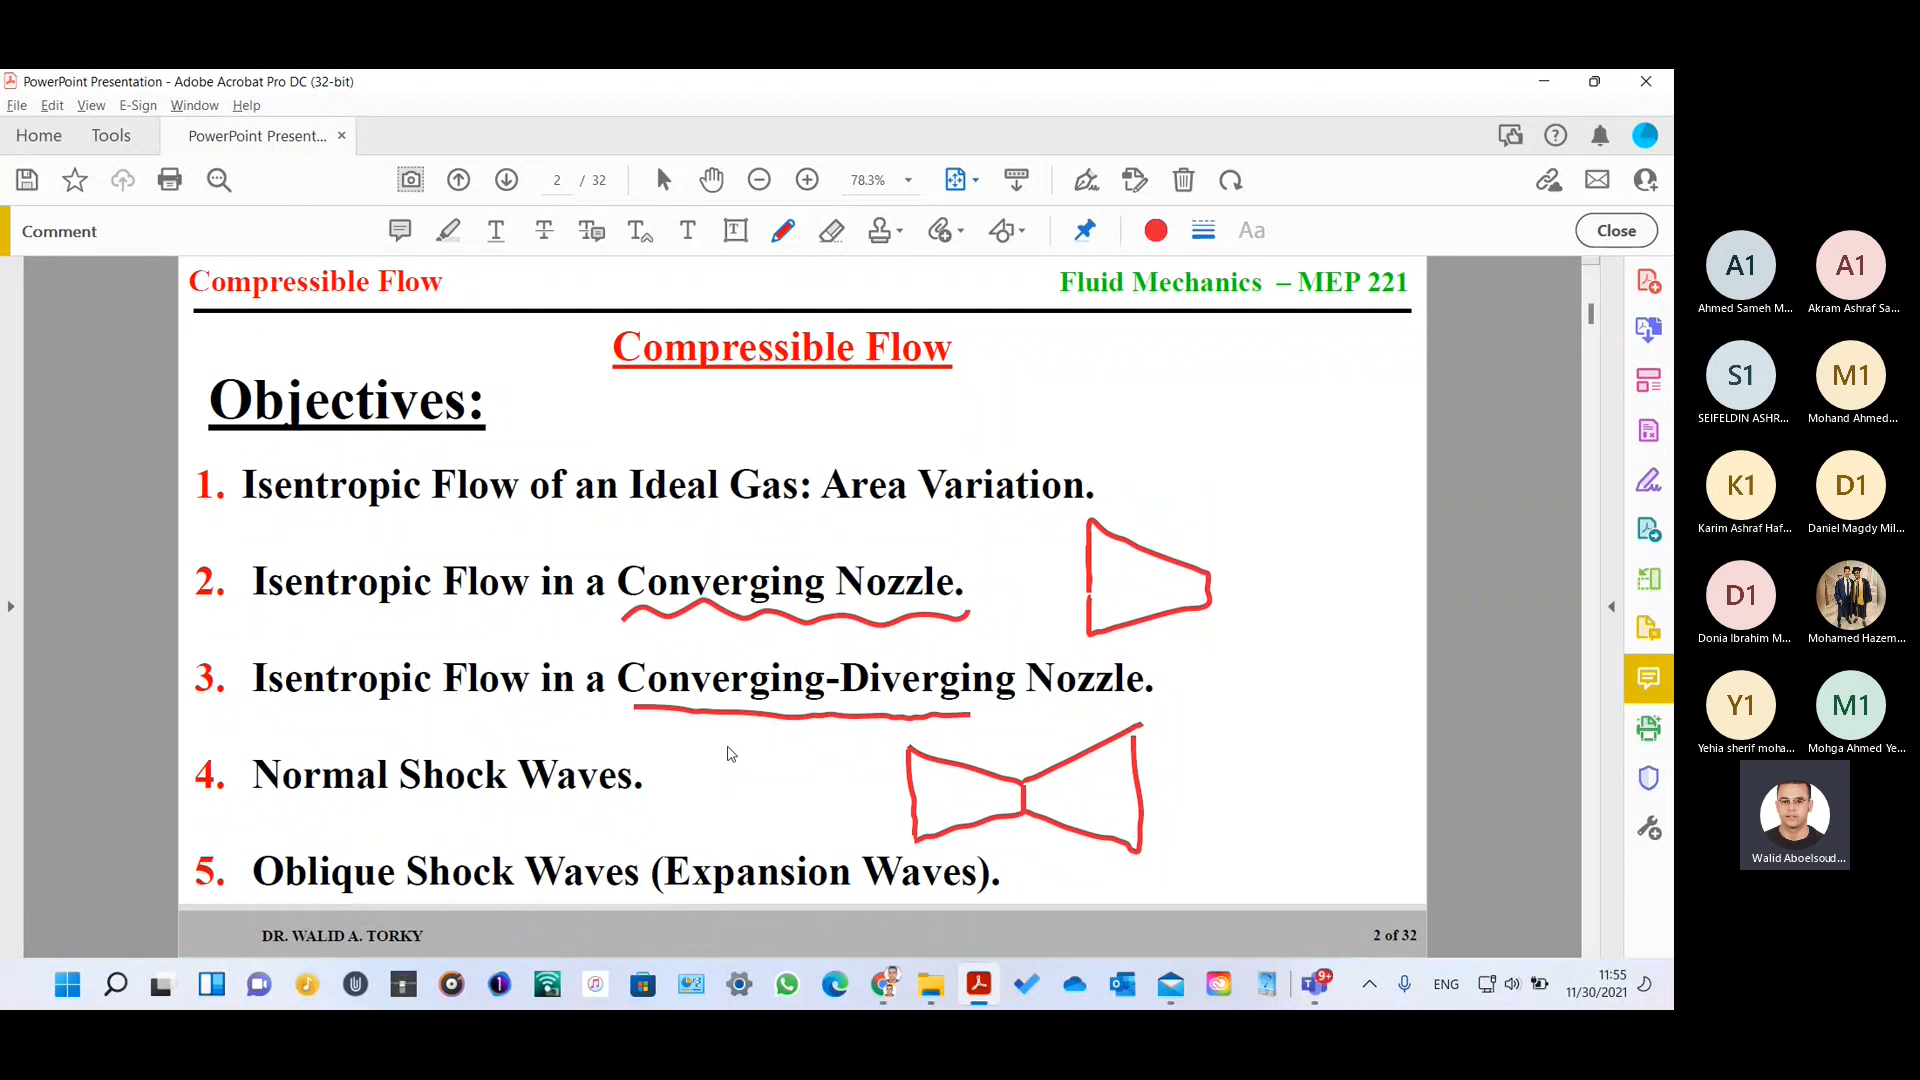 PowerPoint Presentation - Adobe Acrobat Pro DC (32-bit)
File Edit View E-Sign Window Help
Home Tools PowerPoint Present... ×
2 / 32 78.3%
Comment Close
Compressible Flow Fluid Mechanics – MEP 221
Compressible Flow
Objectives:
1. Isentropic Flow of an Ideal Gas: Area Variation.
2. Isentropic Flow in a Converging Nozzle.
3. Isentropic Flow in a Converging-Diverging Nozzle.
4. Normal Shock Waves.
5. Oblique Shock Waves (Expansion Waves).
DR. WALID A. TORKY 2 of 32
9+ ENG 11:55
11/30/2021
A1 A1
Ahmed Sameh M... Akram Ashraf Sa...
S1 M1
SEIFELDIN ASHR... Mohand Ahmed...
K1 D1
Karim Ashraf Haf... Daniel Magdy Mil...
D1
Donia Ibrahim M... Mohamed Hazem...
Y1 M1
Yehia sherif moha... Mohga Ahmed Ye...
Walid Aboelsoud...